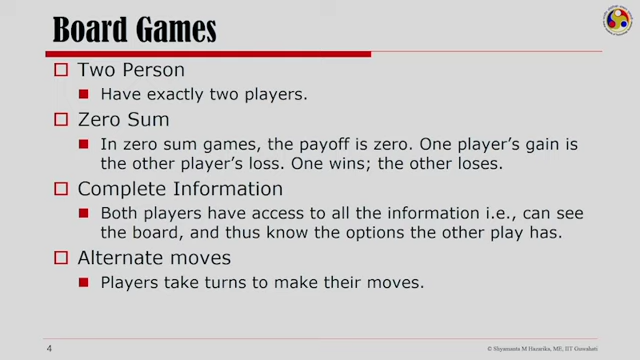 Board Games
Two Person
Have exactly two players.
Zero Sum
In zero sum games, the payoff is zero. One player's gain is
the other player's loss. One wins; the other loses.
Complete Information
Both players have access to all the information i.e., can see
the board, and thus know the options the other play has.
Alternate moves
Players take turns to make their moves.
4
© Shyamanta M Hazarika, ME, IIT Guwahati